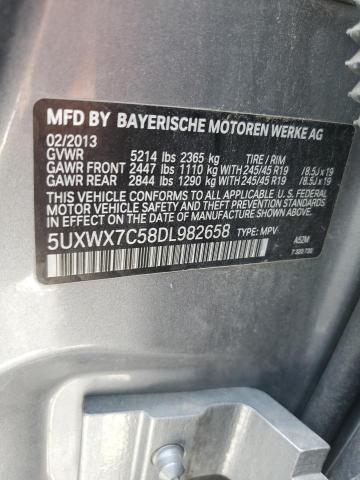 MFD BY BAYERISCHE MOTOREN WERKE AG
02/2013
GVWR 5214 lbs 2365 kg TIRE / RIM
GAWR FRONT 2447 lbs 1110 kg WITH 245/45 R19 / 8.5J x 19
GAWR REAR 2844 lbs 1290 kg WITH 245/45 R19 / 8.5J x 19
THIS VEHICLE CONFORMS TO ALL APPLICABLE U.S. FEDERAL
MOTOR VEHICLE SAFETY AND THEFT PREVENTION STANDARDS
IN EFFECT ON THE DATE OF MANUFACTURE SHOWN ABOVE.
5UXWX7C58DL982658 TYPE: MPV
A52M